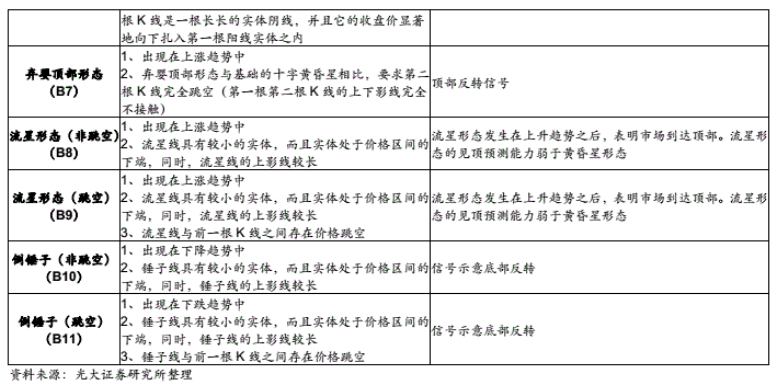 根 K 线是一根长长的实体阴线，并且它的收盘价显著
地向下扎入第一根阳线实体之内
弃婴顶部形态
(B7)
1、出现在上涨趋势中
2、弃婴顶部形态与基础的十字黄昏星相比，要求第二
根 K 线完全跳空（第一根第二根 K 线的上下影线完全
不接触）
顶部反转信号
流星形态（非跳空）
(B8)
1、出现在上涨趋势中
2、流星线具有较小的实体，而且实体处于价格区间的
下端，同时，流星线的上影线较长
流星形态发生在上升趋势之后，表明市场到达顶部。流星形
态的见顶预测能力弱于黄昏星形态
流星形态（跳空）
(B9)
1、出现在上涨趋势中
2、流星线具有较小的实体，而且实体处于价格区间的
下端，同时，流星线的上影线较长
3、流星线与前一根 K 线之间存在价格跳空
流星形态发生在上升趋势之后，表明市场到达顶部。流星形
态的见顶预测能力弱于黄昏星形态
倒锤子（非跳空）
(B10)
1、出现在下降趋势中
2、锤子线具有较小的实体，而且实体处于价格区间的
下端，同时，锤子线的上影线较长
信号示意底部反转
倒锤子（跳空）
(B11)
1、出现在下跌趋势中
2、锤子线具有较小的实体，而且实体处于价格区间的
下端，同时，锤子线的上影线较长
3、锤子线与前一根 K 线之间存在价格跳空
信号示意底部反转
资料来源：光大证券研究所整理